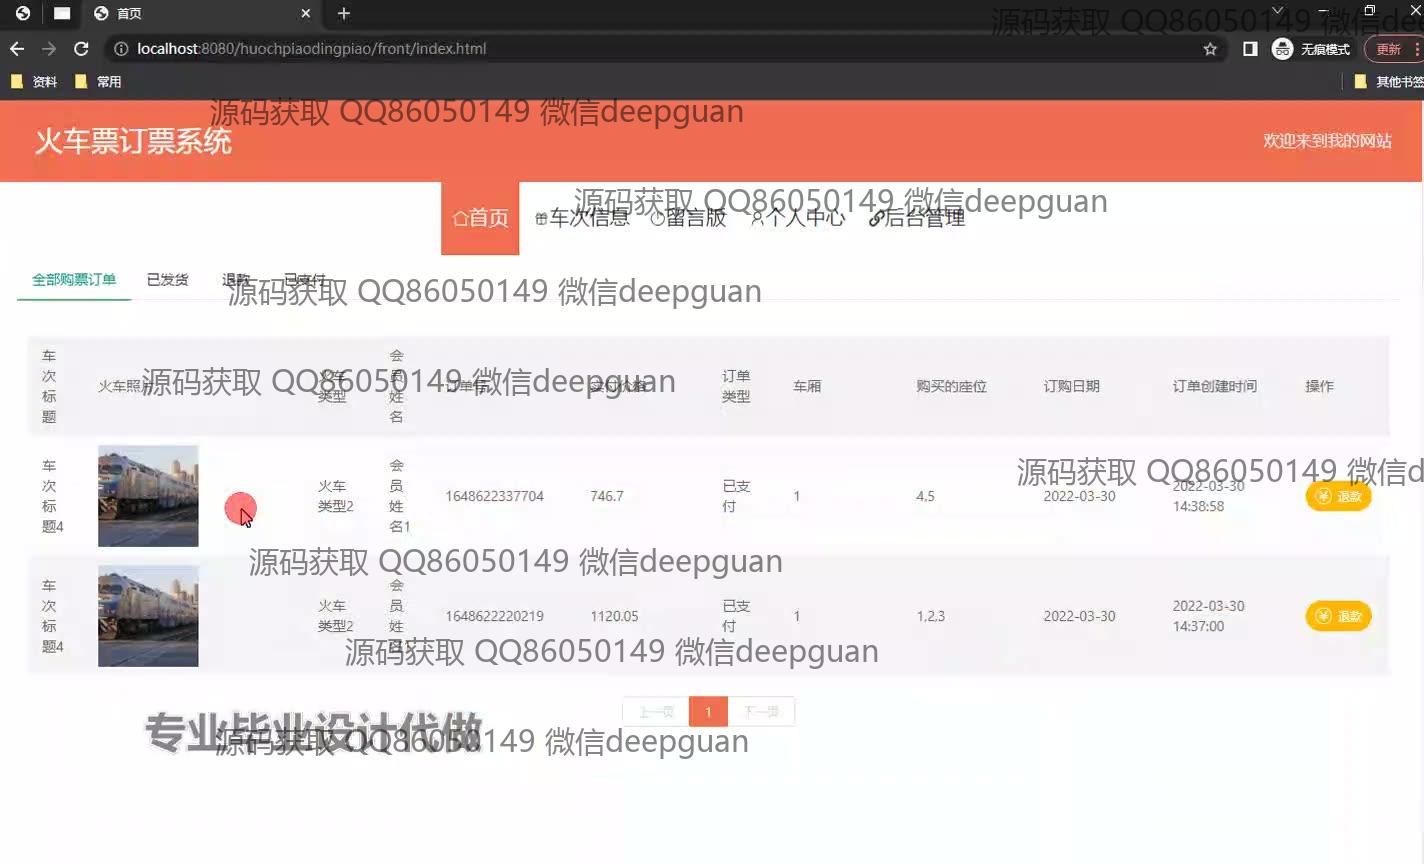 首页
localhost:8080/huochpiaodingpiao/front/index.html
无痕模式
更新
资料
常用
其他书签
源码获取 QQ86050149 微信dee
源码获取 QQ86050149 微信deepguan
火车票订票系统
欢迎来到我的网站
源码获取 QQ86050149 微信deepguan
首页 车次信息 留言版 个人中心 后台管理
全部购票订单 已发货 退款 已支付
源码获取 QQ86050149 微信deepguan
车次标题 火车照片 火车类型 会员姓名 订单号 实付价格 订单类型 车厢 购买的座位 订购日期 订单创建时间 操作
源码获取 QQ86050149 微信deepguan
源码获取 QQ86050149 微信d
车次标题4 火车类型2 会员姓名1 1648622337704 746.7 已支付 1 4,5 2022-03-30 2022-03-30 14:38:58 退款
源码获取 QQ86050149 微信deepguan
车次标题4 火车类型2 会员姓 1648622220219 1120.05 已支付 1 1,2,3 2022-03-30 2022-03-30 14:37:00 退款
源码获取 QQ86050149 微信deepguan
上一页 1 下一页
专业毕业设计代做
源码获取 QQ86050149 微信deepguan